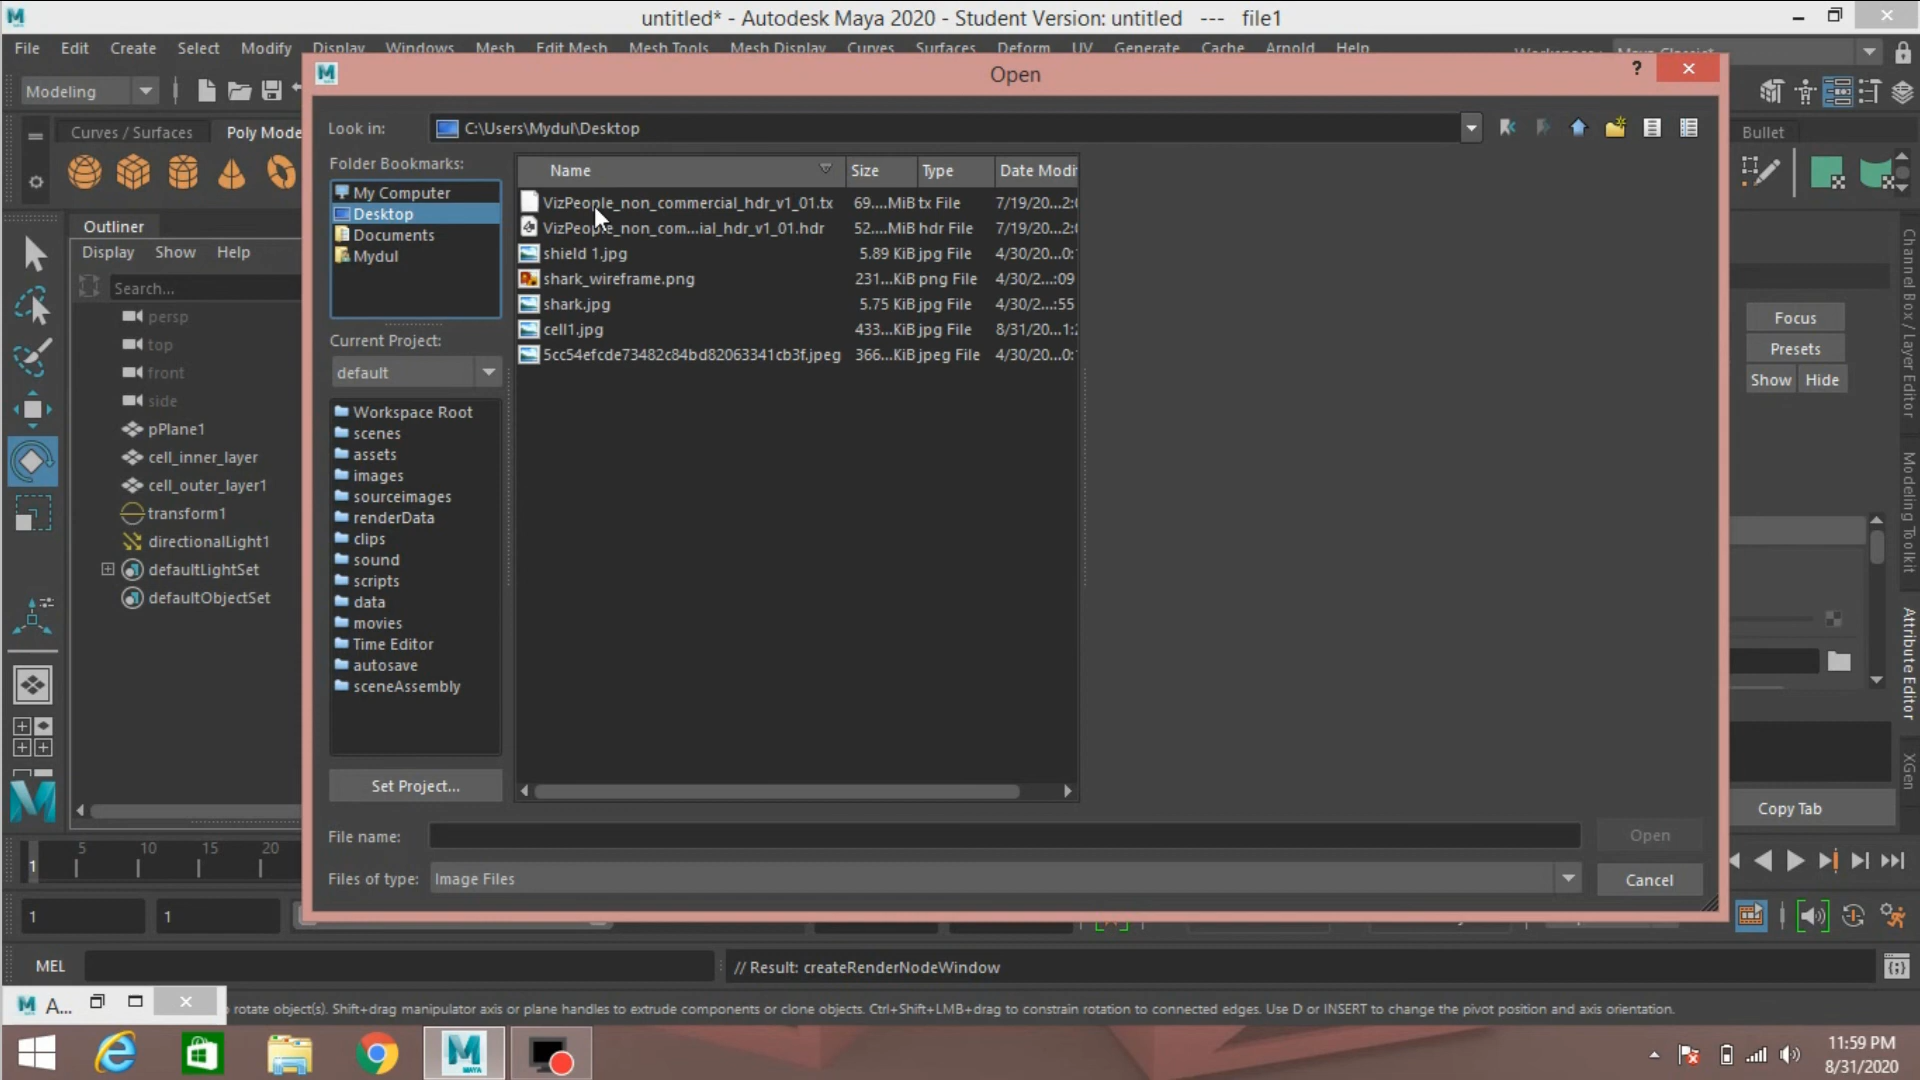 untitled* - Autodesk Maya 2020 - Student Version: untitled --- file1
File Edit Create Select Modify Display Windows Mesh Edit Mesh Mesh Tools Mesh Display Curves Surfaces Deform UV Generate Cache Arnold Help
Open
?
Modeling
Look in: C:\Users\Mydul\Desktop
Curves / Surfaces Poly Mode
Bullet
Folder Bookmarks:
My Computer
Desktop
Documents
Mydul
Name Size Type Date Modi
VizPeople_non_commercial_hdr_v1_01.tx 69....MiB tx File 7/19/20...2:0
VizPeople_non_com...ial_hdr_v1_01.hdr 52....MiB hdr File 7/19/20...2:0
shield 1.jpg 5.89 KiB jpg File 4/30/20...0:
shark_wireframe.png 231...KiB png File 4/30/2...:09
shark.jpg 5.75 KiB jpg File 4/30/2...:55
cell1.jpg 433...KiB jpg File 8/31/20...1:2
5cc54efcde73482c84bd82063341cb3f.jpeg 366...KiB jpeg File 4/30/20...0:
Outliner
Display Show Help
Search...
persp
top
front
side
pPlane1
cell_inner_layer
cell_outer_layer1
transform1
directionalLight1
defaultLightSet
defaultObjectSet
Current Project:
default
Workspace Root
scenes
assets
images
sourceimages
renderData
clips
sound
scripts
data
movies
Time Editor
autosave
sceneAssembly
Set Project...
File name:
Open
Files of type: Image Files
Cancel
Focus
Presets
Show Hide
Copy Tab
Channel Box / Layer Editor
Modeling Toolkit
Attribute Editor
XGen
1 5 10 15 20
1 1
MEL
// Result: createRenderNodeWindow
A...
rotate object(s). Shift+drag manipulator axis or plane handles to extrude components or clone objects. Ctrl+Shift+LMB+drag to constrain rotation to connected edges. Use D or INSERT to change the pivot position and axis orientation.
MAYA
11:59 PM
8/31/2020